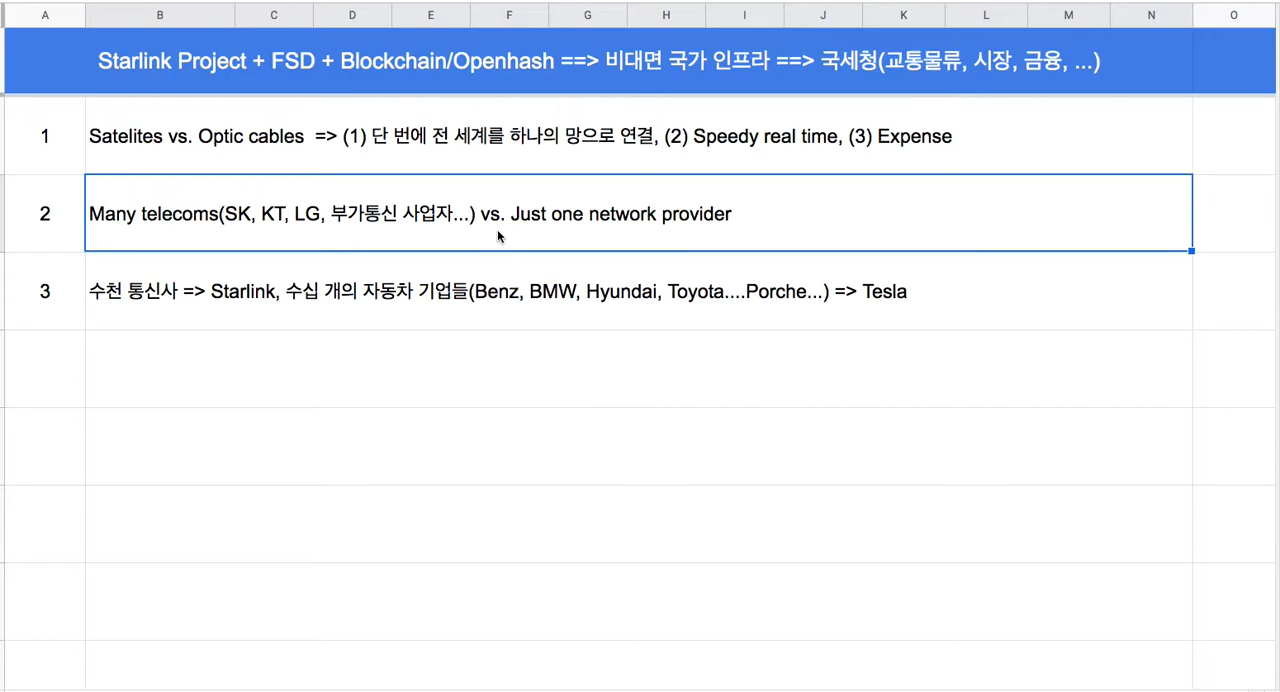 A B C D E F G H I J K L M N O
Starlink Project + FSD + Blockchain/Openhash ==> 비대면 국가 인프라 ==> 국세청(교통물류, 시장, 금융, ...)
1 Satelites vs. Optic cables => (1) 단 번에 전 세계를 하나의 망으로 연결, (2) Speedy real time, (3) Expense
2 Many telecoms(SK, KT, LG, 부가통신 사업자...) vs. Just one network provider
3 수천 통신사 => Starlink, 수십 개의 자동차 기업들(Benz, BMW, Hyundai, Toyota....Porche...) => Tesla